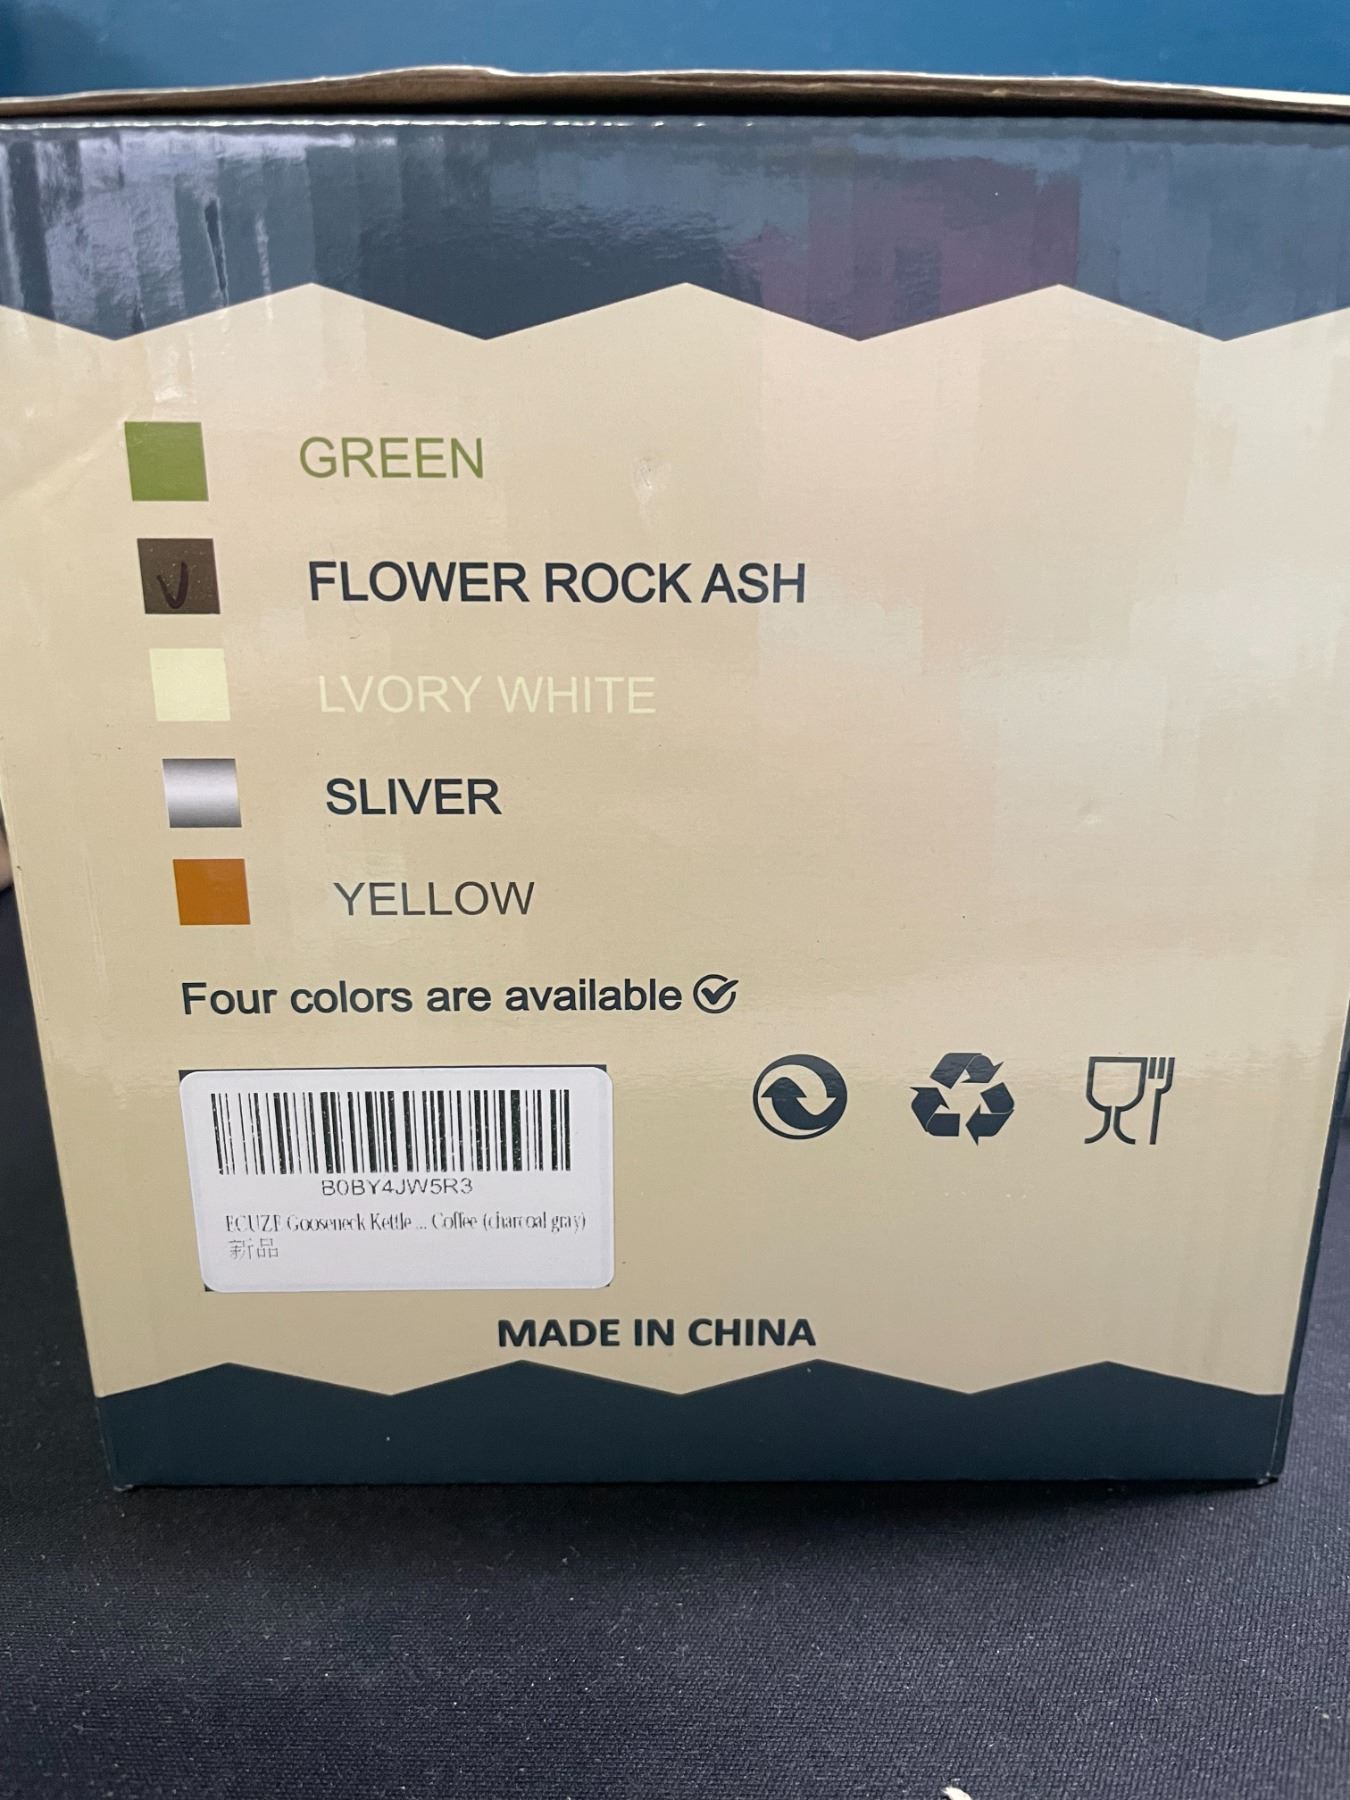 GREEN
FLOWER ROCK ASH
LVORY WHITE
SLIVER
YELLOW
Four colors are available
B0BY4JW5R3
ECUZE Gooseneck Kettle ... Coffee (charcoal gray)
新品
MADE IN CHINA